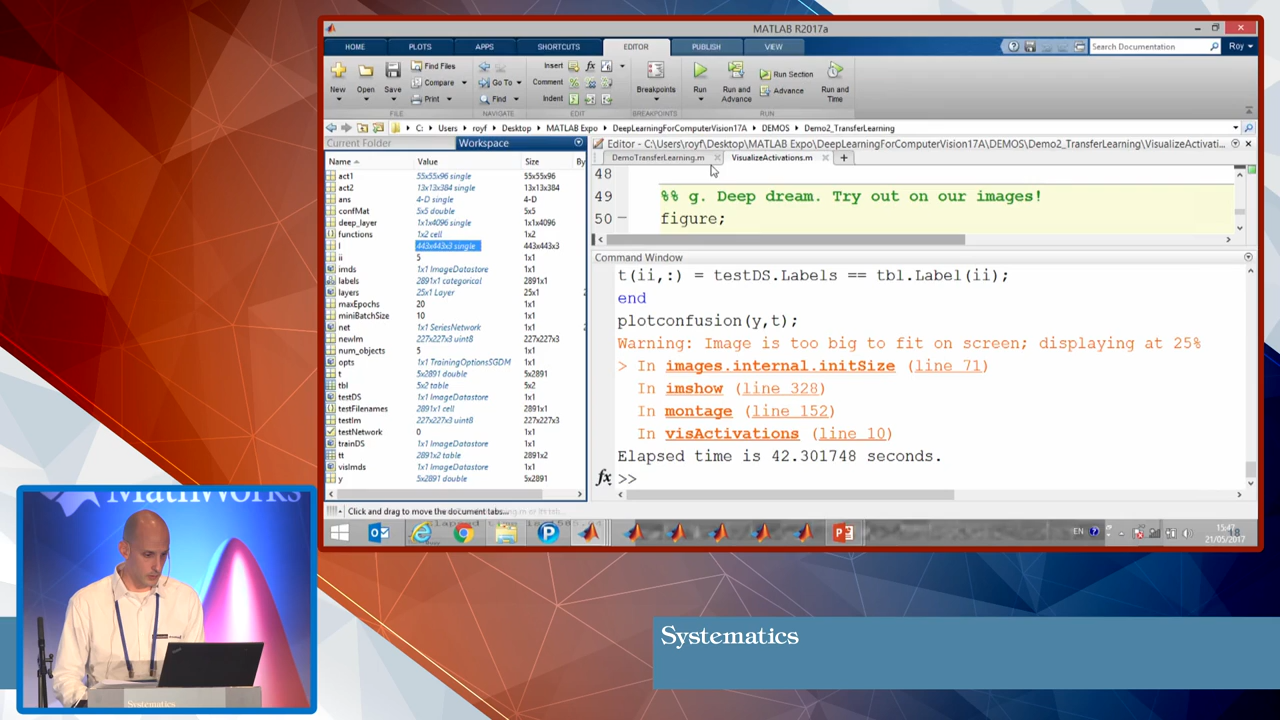 MATLAB R2017a
HOME PLOTS APPS SHORTCUTS EDITOR PUBLISH VIEW Search Documentation Roy
New Open Save Find Files Compare Print Go To Find Insert Comment Indent Breakpoints Run Run and Advance Run Section Advance Run and Time
FILE NAVIGATE EDIT BREAKPOINTS RUN
C: Users royf Desktop MATLAB Expo DeepLearningForComputerVision17A DEMOS Demo2_TransferLearning
Current Folder Workspace
Editor - C:\Users\royf\Desktop\MATLAB Expo\DeepLearningForComputerVision17A\DEMOS\Demo2_TransferLearning\VisualizeActivati...
DemoTransferLearning.m VisualizeActivations.m
Name Value Size By
act1 55x55x96 single 55x55x96
act2 13x13x384 single 13x13x384
ans 4-D single 4-D
confMat 5x5 double 5x5
deep_layer 1x1x4096 single 1x1x4096
functions 1x2 cell 1x2
I 443x443x3 single 443x443x3
ii 5 1x1
imds 1x1 ImageDatastore 1x1
labels 2891x1 categorical 2891x1
layers 25x1 Layer 25x1
maxEpochs 20 1x1
miniBatchSize 10 1x1
net 1x1 SeriesNetwork 1x1
newIm 227x227x3 uint8 227x227x3
num_objects 5 1x1
opts 1x1 TrainingOptionsSGDM 1x1
t 5x2891 double 5x2891
tbl 5x2 table 5x2
testDS 1x1 ImageDatastore 1x1
testFilenames 2891x1 cell 2891x1
testIm 227x227x3 uint8 227x227x3
testNetwork 0 1x1
trainDS 1x1 ImageDatastore 1x1
tt 2891x2 table 2891x2
visImds 1x1 ImageDatastore 1x1
y 5x2891 double 5x2891
48
49 %% g. Deep dream. Try out on our images!
50 figure;
Command Window
t(ii,:) = testDS.Labels == tbl.Label(ii);
end
plotconfusion(y,t);
Warning: Image is too big to fit on screen; displaying at 25%
> In images.internal.initSize (line 71)
In imshow (line 328)
In montage (line 152)
In visActivations (line 10)
Elapsed time is 42.301748 seconds.
fx >>
Click and drag to move the document tabs...
EN
21/05/2017
MathWorks
Systematics
Systematics